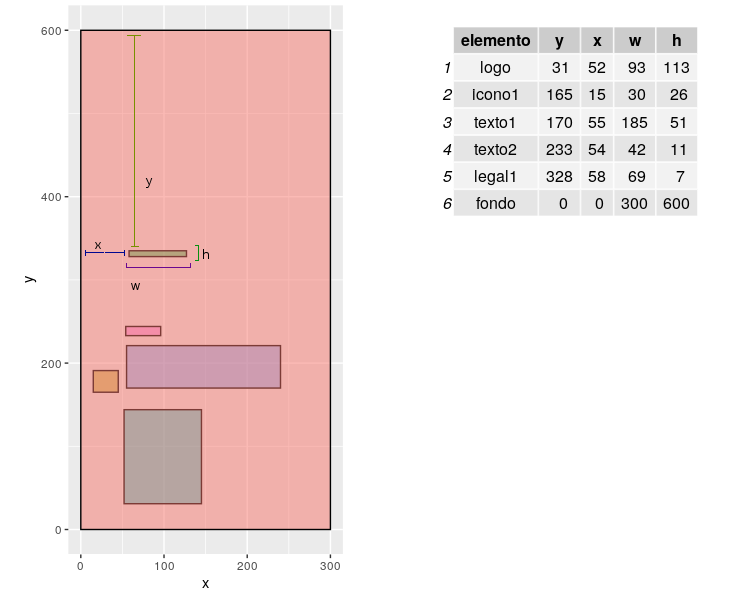 600
400
200
0
0
100
200
300
x
y
y
x
h
w
elemento y x w h
1 logo 31 52 93 113
2 icono1 165 15 30 26
3 texto1 170 55 185 51
4 texto2 233 54 42 11
5 legal1 328 58 69 7
6 fondo 0 0 300 600